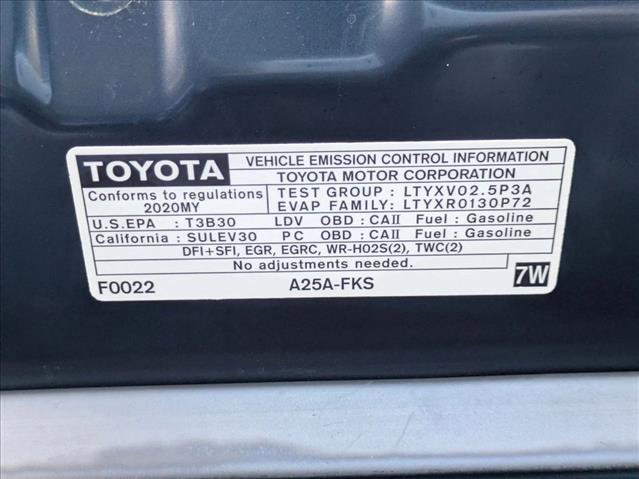 TOYOTA
VEHICLE EMISSION CONTROL INFORMATION
TOYOTA MOTOR CORPORATION
Conforms to regulations
2020MY
TEST GROUP : LTYXV02.5P3A
EVAP FAMILY: LTYXR0130P72
U.S.EPA : T3B30 LDV OBD : CAII Fuel : Gasoline
California : SULEV30 PC OBD : CAII Fuel : Gasoline
DFI+SFI, EGR, EGRC, WR-HO2S(2), TWC(2)
No adjustments needed.
F0022 A25A-FKS 7W